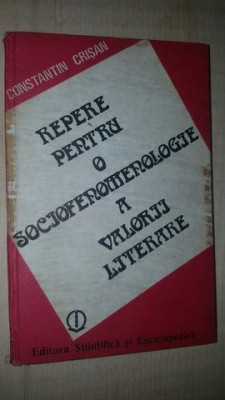 CONSTANTIN CRIŞAN
REPERE
PENTRU
O
SOCIOFENOMENOLOGIE
A
VALORII
LITERARE
Editura Ştiinţifică şi Enciclopedică